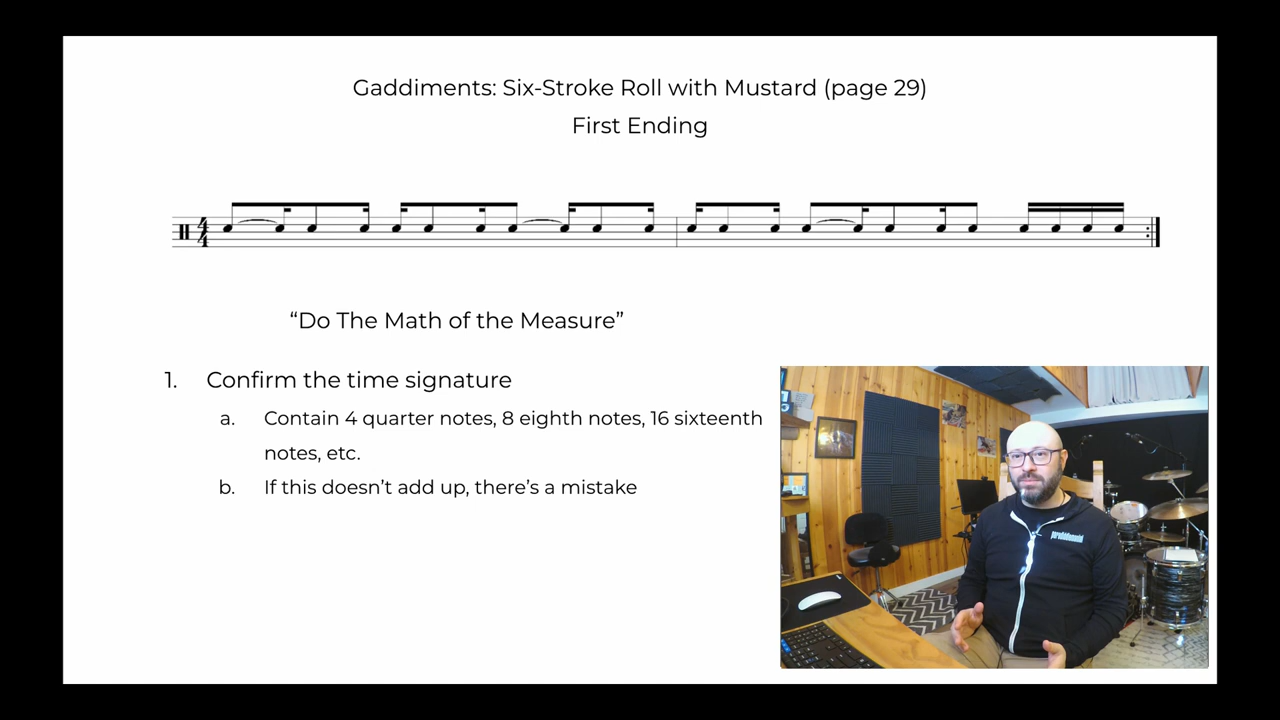 Gaddiments: Six-Stroke Roll with Mustard (page 29)
First Ending
4
4
“Do The Math of the Measure”
1. Confirm the time signature
a. Contain 4 quarter notes, 8 eighth notes, 16 sixteenth
notes, etc.
b. If this doesn’t add up, there’s a mistake